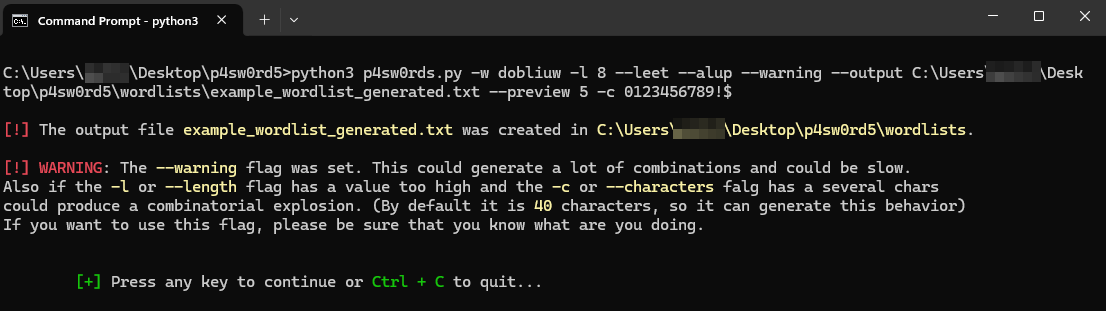 Command Prompt - python3
C:\Users\ \Desktop\p4sw0rd5>python3 p4sw0rds.py -w dobliuw -l 8 --leet --alup --warning --output C:\Users\ \Desk
top\p4sw0rd5\wordlists\example_wordlist_generated.txt --preview 5 -c 0123456789!$
[!] The output file example_wordlist_generated.txt was created in C:\Users\ \Desktop\p4sw0rd5\wordlists.
[!] WARNING: The --warning flag was set. This could generate a lot of combinations and could be slow.
Also if the -l or --length flag has a value too high and the -c or --characters falg has a several chars
could produce a combinatorial explosion. (By default it is 40 characters, so it can generate this behavior)
If you want to use this flag, please be sure that you know what are you doing.
[+] Press any key to continue or Ctrl + C to quit...